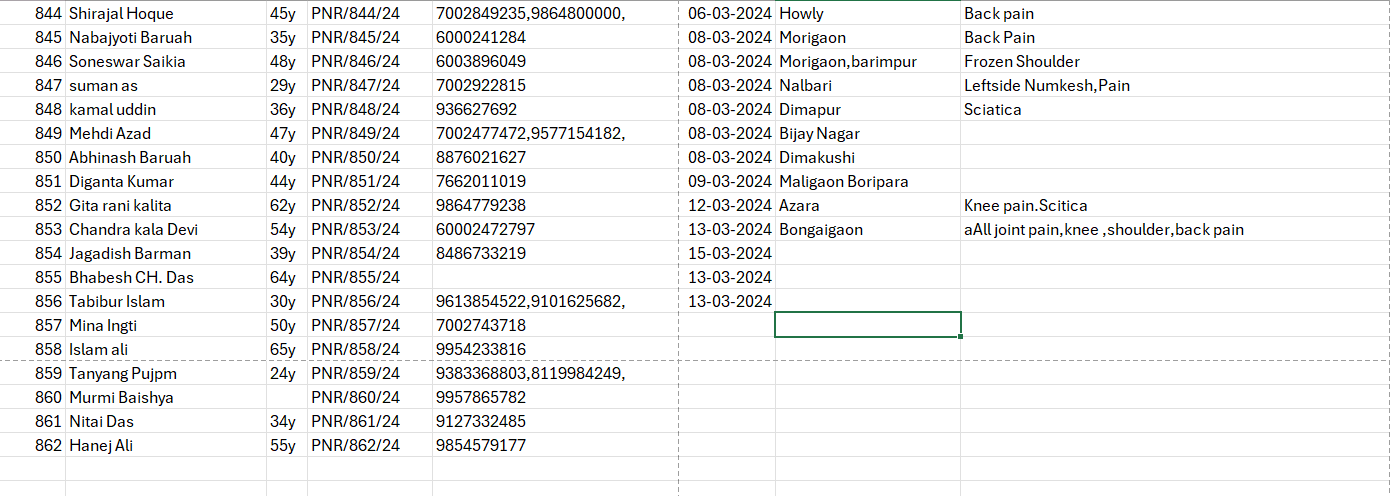 844 Shirajal Hoque 45y PNR/844/24 7002849235,9864800000, 06-03-2024 Howly Back pain
845 Nabajyoti Baruah 35y PNR/845/24 6000241284 08-03-2024 Morigaon Back Pain
846 Soneswar Saikia 48y PNR/846/24 6003896049 08-03-2024 Morigaon,barimpur Frozen Shoulder
847 suman as 29y PNR/847/24 7002922815 08-03-2024 Nalbari Leftside Numkesh,Pain
848 kamal uddin 36y PNR/848/24 936627692 08-03-2024 Dimapur Sciatica
849 Mehdi Azad 47y PNR/849/24 7002477472,9577154182, 08-03-2024 Bijay Nagar
850 Abhinash Baruah 40y PNR/850/24 8876021627 08-03-2024 Dimakushi
851 Diganta Kumar 44y PNR/851/24 7662011019 09-03-2024 Maligaon Boripara
852 Gita rani kalita 62y PNR/852/24 9864779238 12-03-2024 Azara Knee pain.Scitica
853 Chandra kala Devi 54y PNR/853/24 60002472797 13-03-2024 Bongaigaon aAll joint pain,knee ,shoulder,back pain
854 Jagadish Barman 39y PNR/854/24 8486733219 15-03-2024
855 Bhabesh CH. Das 64y PNR/855/24 13-03-2024
856 Tabibur Islam 30y PNR/856/24 9613854522,9101625682, 13-03-2024
857 Mina Ingti 50y PNR/857/24 7002743718
858 Islam ali 65y PNR/858/24 9954233816
859 Tanyang Pujpm 24y PNR/859/24 9383368803,8119984249,
860 Murmi Baishya PNR/860/24 9957865782
861 Nitai Das 34y PNR/861/24 9127332485
862 Hanej Ali 55y PNR/862/24 9854579177